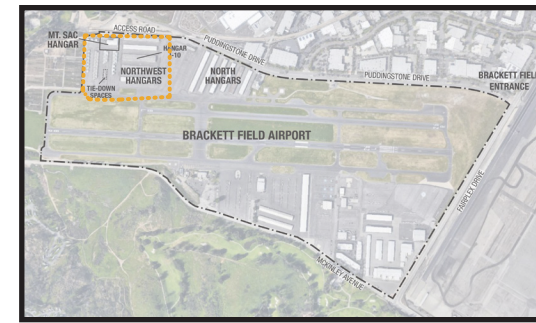 ACCESS ROAD
MT. SAC
HANGAR
PUDDINGSTONE DRIVE
HANGAR
NORTHWEST
HANGARS
NORTH
HANGARS
PUDDINGSTONE DRIVE
BRACKETT FIELD
ENTRANCE
TIE-DOWN
SPACES
BRACKETT FIELD AIRPORT
FAIRPLEX DRIVE
MCKINLEY AVENUE